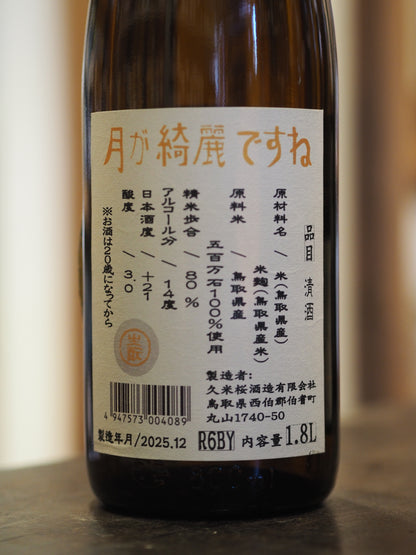 月が綺麗ですね
品目 清酒
原材料名 / 米(鳥取県産)
米麹(鳥取県産米)
原料米 / 鳥取県産
五百万石100%使用
精米歩合 / 80%
アルコール分 / 14度
日本酒度 / +21
酸度 / 3.0
※お酒は20歳になってから
生酛
製造者:
久米桜酒造有限会社
鳥取県西伯郡伯耆町
丸山1740-50
4947573004089
製造年月/2025.12 R6BY 内容量1.8L